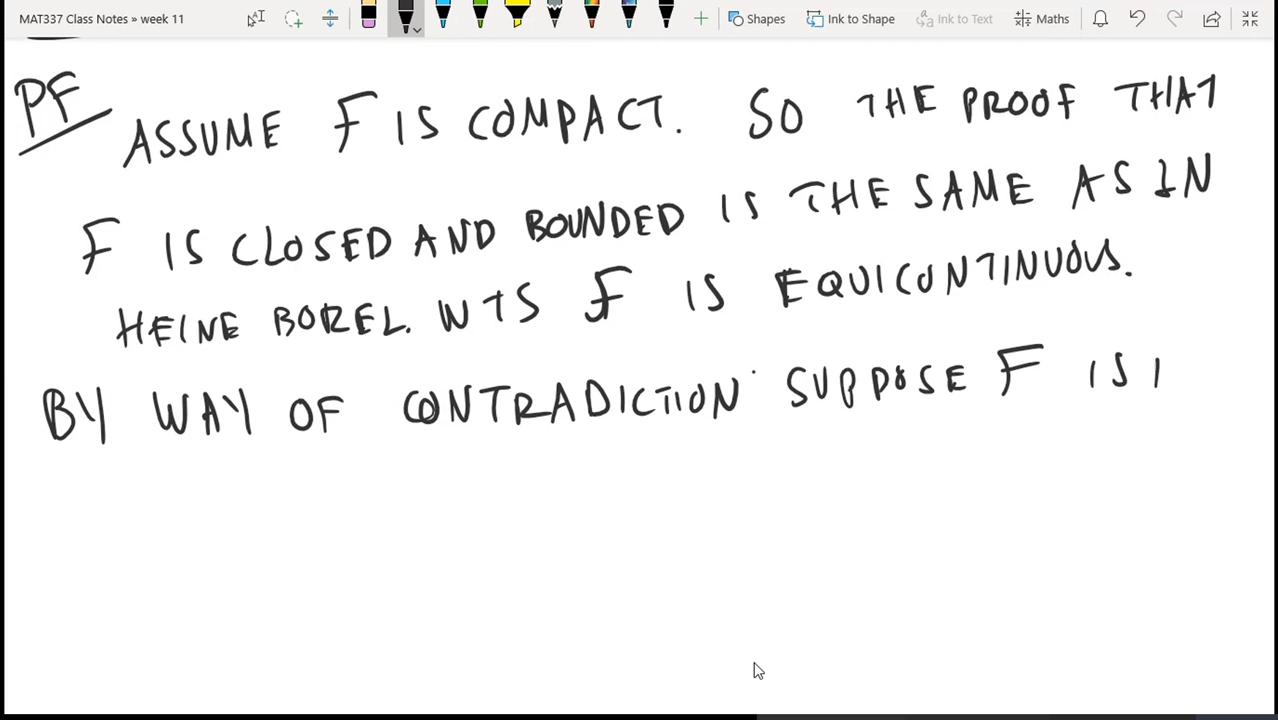 MAT337 Class Notes » week 11
Shapes
Ink to Shape
Ink to Text
Maths
PF
ASSUME F IS COMPACT. SO THE PROOF THAT
F IS CLOSED AND BOUNDED IS THE SAME AS IN
HEINE BOREL. WTS F IS EQUICONTINUOUS.
BY WAY OF CONTRADICTION SUPPOSE F IS